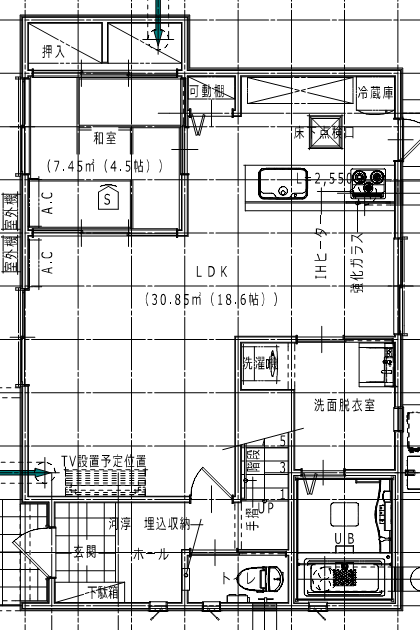 押入
可動棚
冷蔵庫
和室
床下点検口
(7.45㎡ (4.5帖) )
L=2,550
A.C
S
室外機
室外機
A.C
IHヒーター
強化ガラス
LDK
(30.85㎡ (18.6帖) )
洗濯機
洗面脱衣室
5
階段
3
TV設置予定位置
1
UP
手摺
埋込収納
UB
玄関
ホール
トイレ
下駄箱